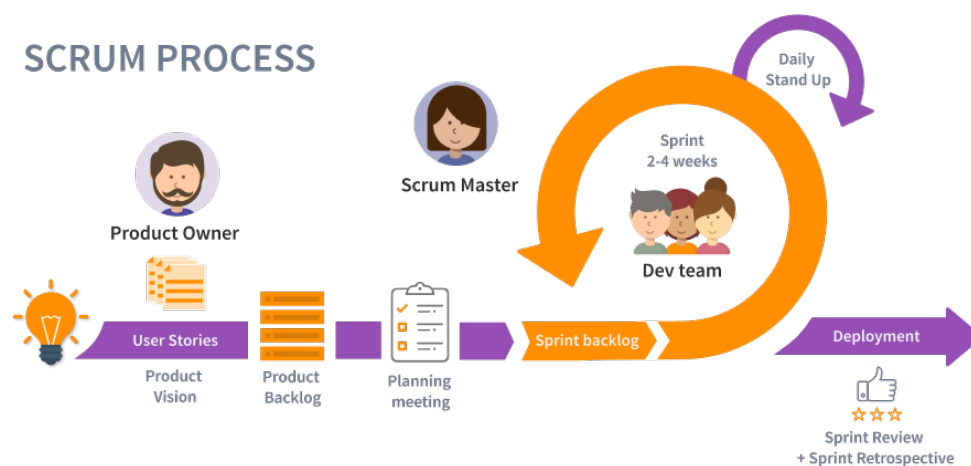 SCRUM PROCESS
Daily
Stand Up
Sprint
2-4 weeks
Scrum Master
Product Owner
Dev team
User Stories
Sprint backlog
Deployment
Product
Vision
Product
Backlog
Planning
meeting
Sprint Review
+ Sprint Retrospective